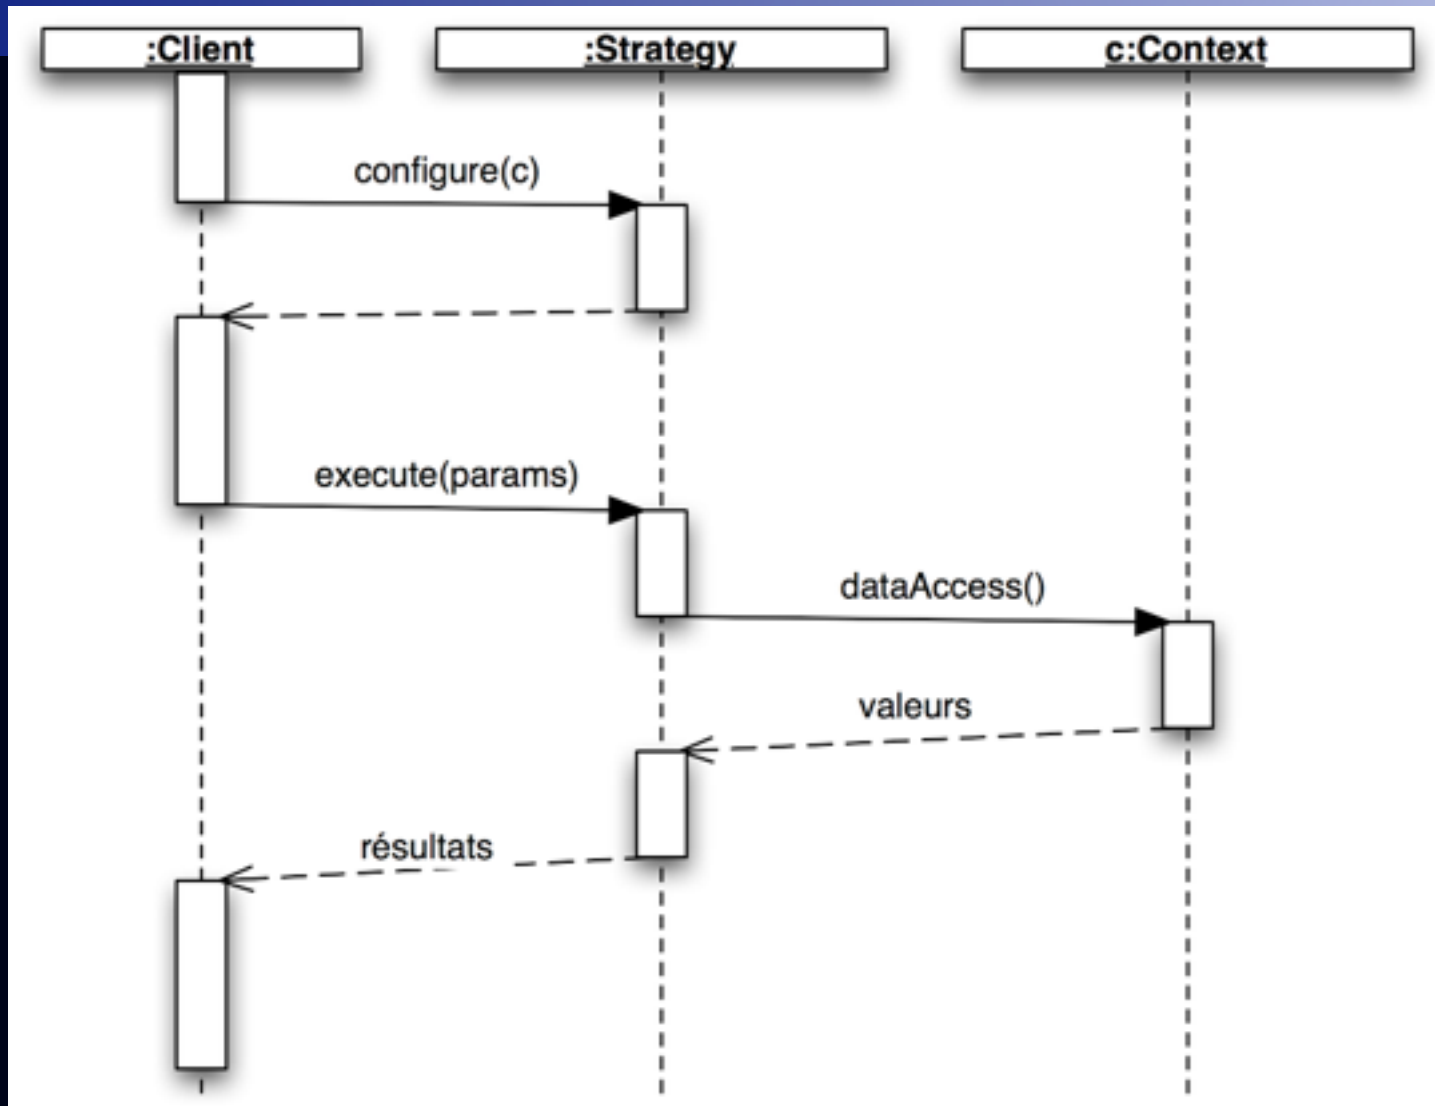 :Client
:Strategy
c:Context
configure(c)
execute(params)
dataAccess()
valeurs
résultats